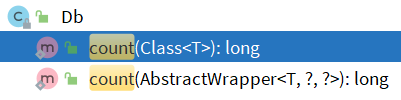 Db
count(Class<T>): long
count(AbstractWrapper<T, ?, ?>): long